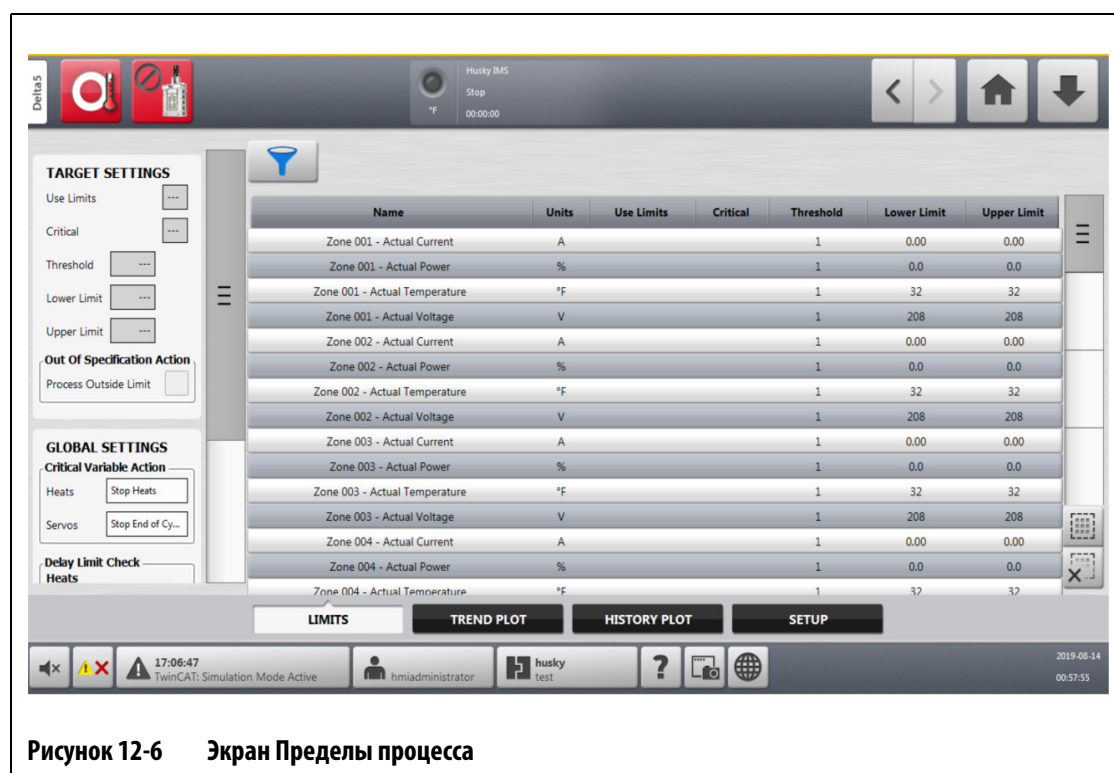 Delta5
Husky IMS
Stop
°F
00:00:00
TARGET SETTINGS
Use Limits ---
Critical ---
Threshold ---
Lower Limit ---
Upper Limit ---
Out Of Specification Action
Process Outside Limit
GLOBAL SETTINGS
Critical Variable Action
Heats Stop Heats
Servos Stop End of Cy...
Delay Limit Check
Heats
Name Units Use Limits Critical Threshold Lower Limit Upper Limit
Zone 001 - Actual Current A 1 0.00 0.00
Zone 001 - Actual Power % 1 0.0 0.0
Zone 001 - Actual Temperature °F 1 32 32
Zone 001 - Actual Voltage V 1 208 208
Zone 002 - Actual Current A 1 0.00 0.00
Zone 002 - Actual Power % 1 0.0 0.0
Zone 002 - Actual Temperature °F 1 32 32
Zone 002 - Actual Voltage V 1 208 208
Zone 003 - Actual Current A 1 0.00 0.00
Zone 003 - Actual Power % 1 0.0 0.0
Zone 003 - Actual Temperature °F 1 32 32
Zone 003 - Actual Voltage V 1 208 208
Zone 004 - Actual Current A 1 0.00 0.00
Zone 004 - Actual Power % 1 0.0 0.0
Zone 004 - Actual Temperature °F 1 32 32
LIMITS TREND PLOT HISTORY PLOT SETUP
17:06:47
TwinCAT: Simulation Mode Active
hmiadministrator
husky
test
?
2019-08-14
00:57:55
Рисунок 12-6 Экран Пределы процесса